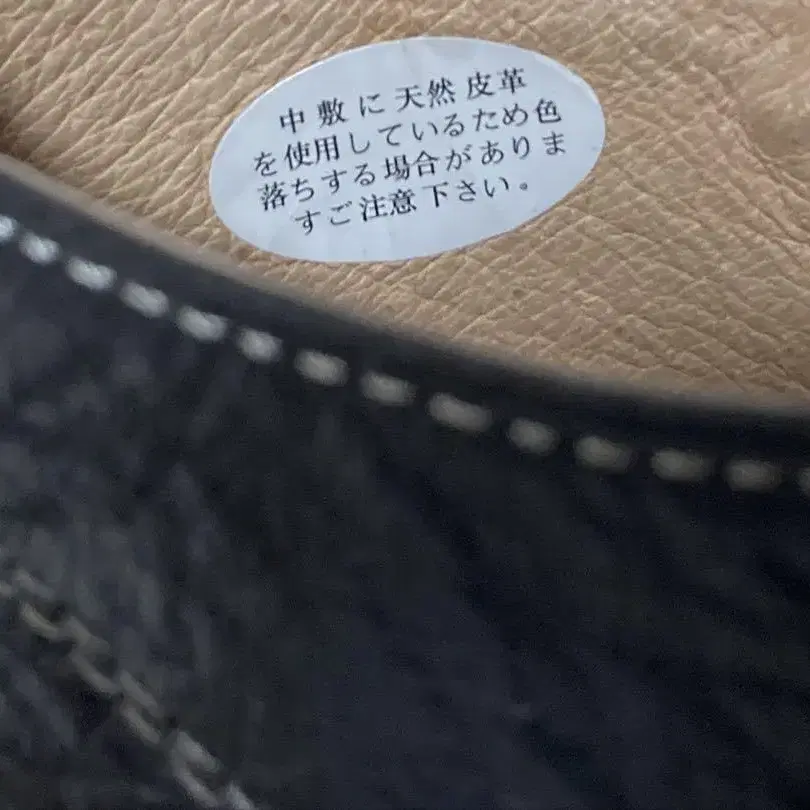 中敷に天然皮革
を使用しているため色
落ちする場合がありま
すご注意下さい。